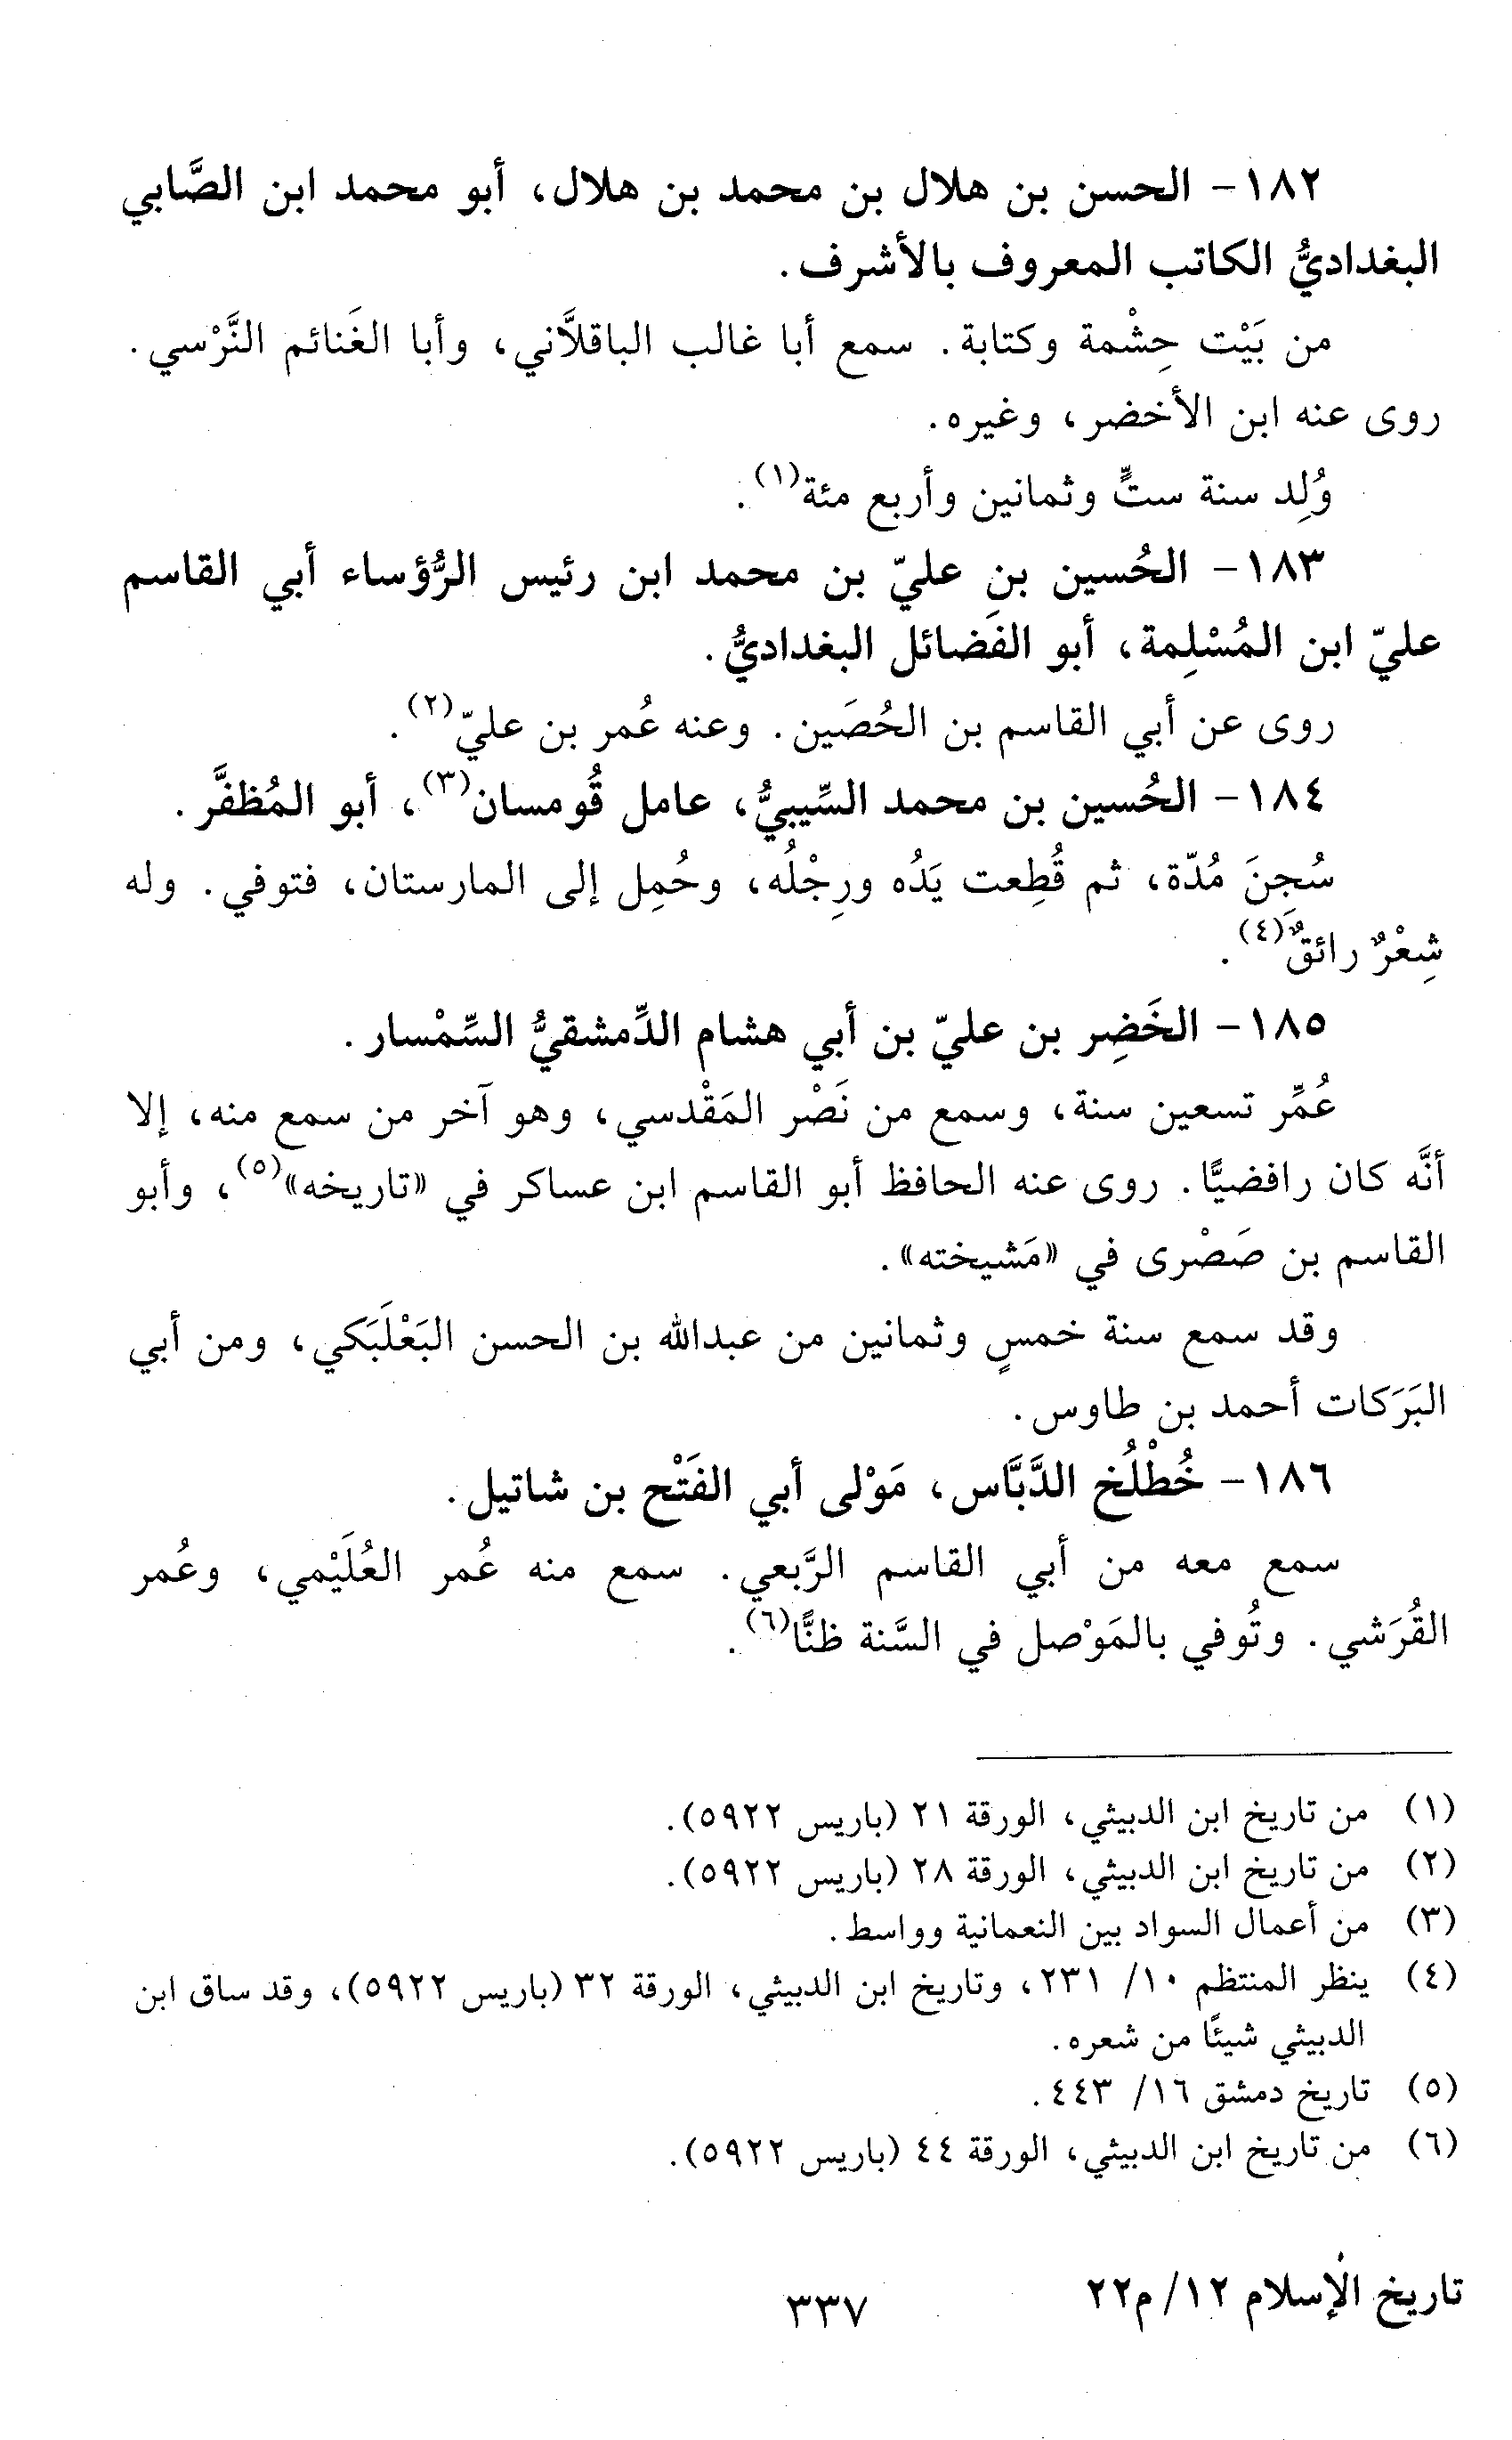 ١٨٢- الحسن بن هلال بن محمد بن هلال، أبو محمد ابن الصَّابي
البغداديُّ الكاتب المعروف بالأشرف.
من بَيْت حِشْمة وكتابة. سمع أبا غالب الباقلاَّني، وأبا الغَنائم النَّرْسي.
روى عنه ابن الأخضر، وغيره.
وُلِد سنة ستٍّ وثمانين وأربع مئة(١).
١٨٣- الحُسين بن عليّ بن محمد ابن رئيس الرُّؤساء أبي القاسم
عليّ ابن المُسْلِمة، أبو الفَضائل البغداديُّ.
روى عن أبي القاسم بن الحُصَين. وعنه عُمر بن عليّ(٢).
١٨٤- الحُسين بن محمد السِّيبيُّ، عامل قُومسان(٣)، أبو المُظفَّر.
سُجِنَ مُدّة، ثم قُطِعت يَدُه ورِجْلُه، وحُمِل إلى المارستان، فتوفي. وله
شِعْرٌ رائقٌ(٤).
١٨٥- الخَضِر بن عليّ بن أبي هشام الدِّمشقيُّ السِّمْسار.
عُمِّر تسعين سنة، وسمع من نَصْر المَقْدسي، وهو آخر من سمع منه، إلا
أنَّه كان رافضيًّا. روى عنه الحافظ أبو القاسم ابن عساكر في «تاريخه»(٥)، وأبو
القاسم بن صَصْرى في «مَشيخته».
وقد سمع سنة خمسٍ وثمانين من عبدالله بن الحسن البَعْلَبَكي، ومن أبي
البَرَكات أحمد بن طاوس.
١٨٦- خُطْلُخ الدَّبَّاس، مَوْلى أبي الفَتْح بن شاتيل.
سمع معه من أبي القاسم الرَّبعي. سمع منه عُمر العُلَيْمي، وعُمر
القُرَشي. وتُوفي بالمَوْصل في السَّنة ظنًّا(٦).
(١) من تاريخ ابن الدبيثي، الورقة ٢١ (باريس ٥٩٢٢).
(٢) من تاريخ ابن الدبيثي، الورقة ٢٨ (باريس ٥٩٢٢).
(٣) من أعمال السواد بين النعمانية وواسط.
(٤) ينظر المنتظم ١٠/ ٢٣١، وتاريخ ابن الدبيثي، الورقة ٣٢ (باريس ٥٩٢٢)، وقد ساق ابن
الدبيثي شيئًا من شعره.
(٥) تاريخ دمشق ١٦/ ٤٤٣.
(٦) من تاريخ ابن الدبيثي، الورقة ٤٤ (باريس ٥٩٢٢).
تاريخ الإسلام ١٢/ م٢٢
٣٣٧